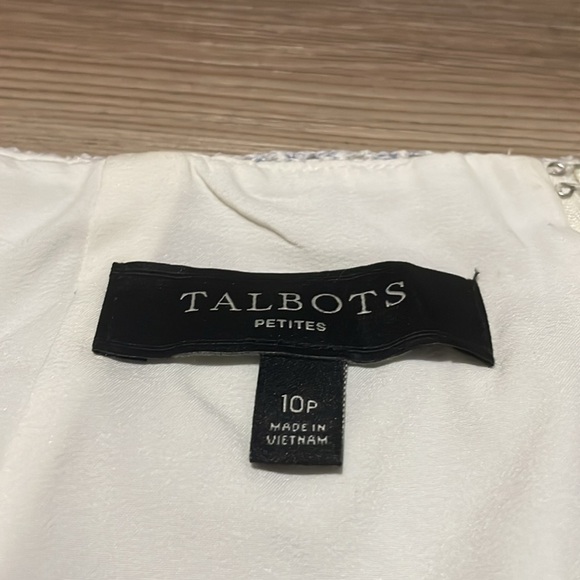 TALBOTS
PETITES
10P
MADE IN
VIETNAM